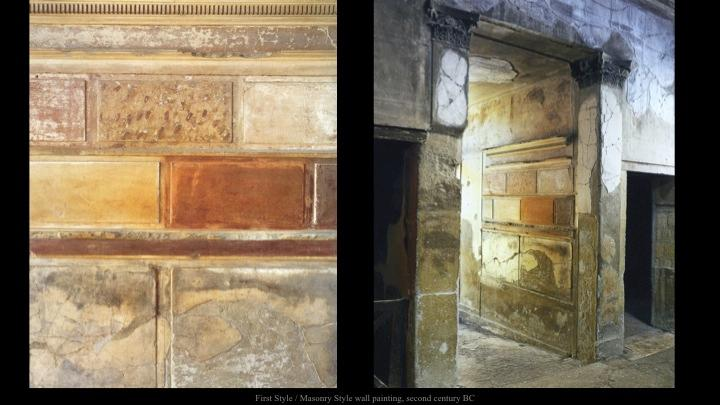 First Style / Masonry Style wall painting, second century BC